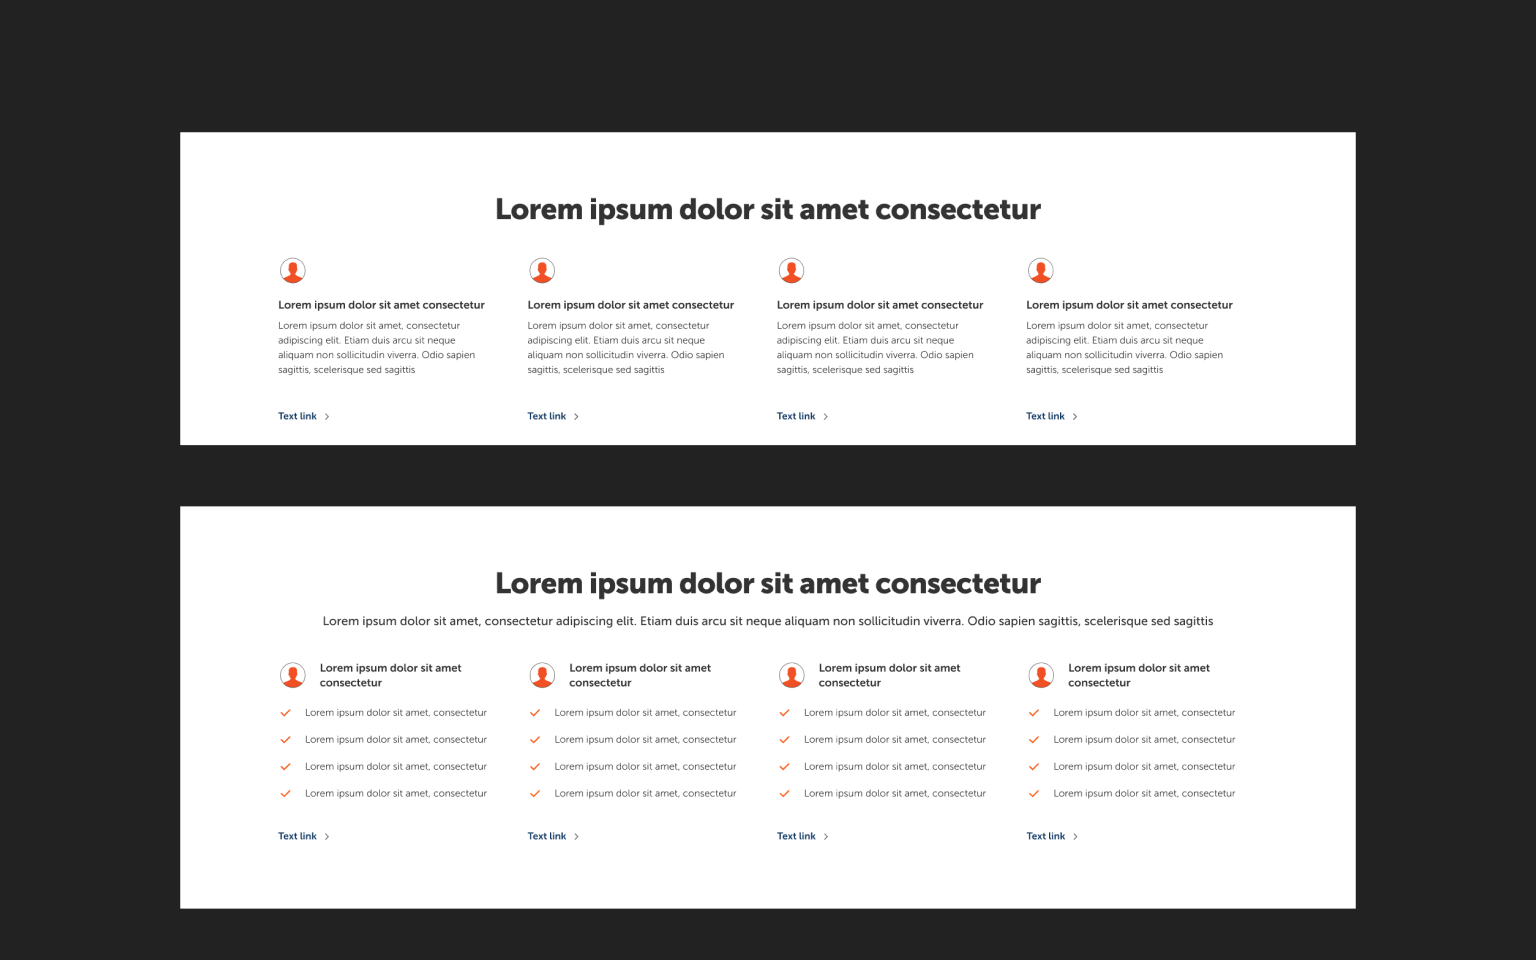 Lorem ipsum dolor sit amet consectetur
Lorem ipsum dolor sit amet consectetur
Lorem ipsum dolor sit amet, consectetur
adipiscing elit. Etiam duis arcu sit neque
aliquam non sollicitudin viverra. Odio sapien
sagittis, scelerisque sed sagittis
Text link
Lorem ipsum dolor sit amet consectetur
Lorem ipsum dolor sit amet, consectetur
adipiscing elit. Etiam duis arcu sit neque
aliquam non sollicitudin viverra. Odio sapien
sagittis, scelerisque sed sagittis
Text link
Lorem ipsum dolor sit amet consectetur
Lorem ipsum dolor sit amet, consectetur
adipiscing elit. Etiam duis arcu sit neque
aliquam non sollicitudin viverra. Odio sapien
sagittis, scelerisque sed sagittis
Text link
Lorem ipsum dolor sit amet consectetur
Lorem ipsum dolor sit amet, consectetur
adipiscing elit. Etiam duis arcu sit neque
aliquam non sollicitudin viverra. Odio sapien
sagittis, scelerisque sed sagittis
Text link
Lorem ipsum dolor sit amet consectetur
Lorem ipsum dolor sit amet, consectetur adipiscing elit. Etiam duis arcu sit neque aliquam non sollicitudin viverra. Odio sapien sagittis, scelerisque sed sagittis
Lorem ipsum dolor sit amet
consectetur
Lorem ipsum dolor sit amet, consectetur
Lorem ipsum dolor sit amet, consectetur
Lorem ipsum dolor sit amet, consectetur
Lorem ipsum dolor sit amet, consectetur
Text link
Lorem ipsum dolor sit amet
consectetur
Lorem ipsum dolor sit amet, consectetur
Lorem ipsum dolor sit amet, consectetur
Lorem ipsum dolor sit amet, consectetur
Lorem ipsum dolor sit amet, consectetur
Text link
Lorem ipsum dolor sit amet
consectetur
Lorem ipsum dolor sit amet, consectetur
Lorem ipsum dolor sit amet, consectetur
Lorem ipsum dolor sit amet, consectetur
Lorem ipsum dolor sit amet, consectetur
Text link
Lorem ipsum dolor sit amet
consectetur
Lorem ipsum dolor sit amet, consectetur
Lorem ipsum dolor sit amet, consectetur
Lorem ipsum dolor sit amet, consectetur
Lorem ipsum dolor sit amet, consectetur
Text link